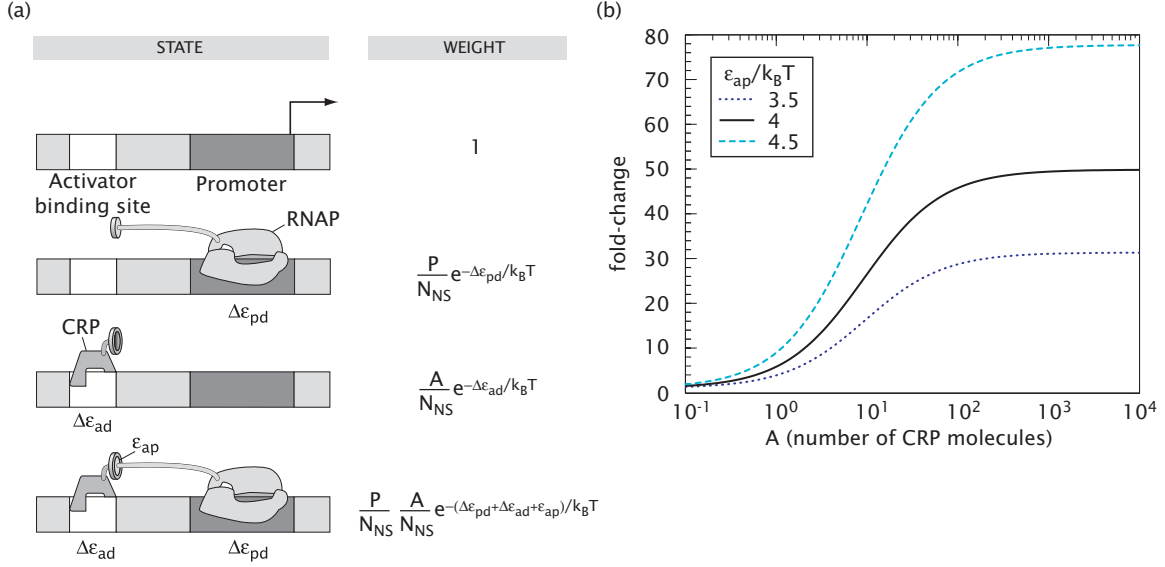 (a)
STATE WEIGHT
1
Activator
binding site
Promoter
RNAP
Δε_pd
P/N_NS e^{-Δε_pd/k_BT}
CRP
Δε_ad
A/N_NS e^{-Δε_ad/k_BT}
ε_ap
Δε_ad Δε_pd
P/N_NS A/N_NS e^{-(Δε_pd+Δε_ad+ε_ap)/k_BT}
(b)
fold-change
80
70
60
50
40
30
20
10
0
ε_ap/k_BT
3.5
4
4.5
10^{-1} 10^0 10^1 10^2 10^3 10^4
A (number of CRP molecules)